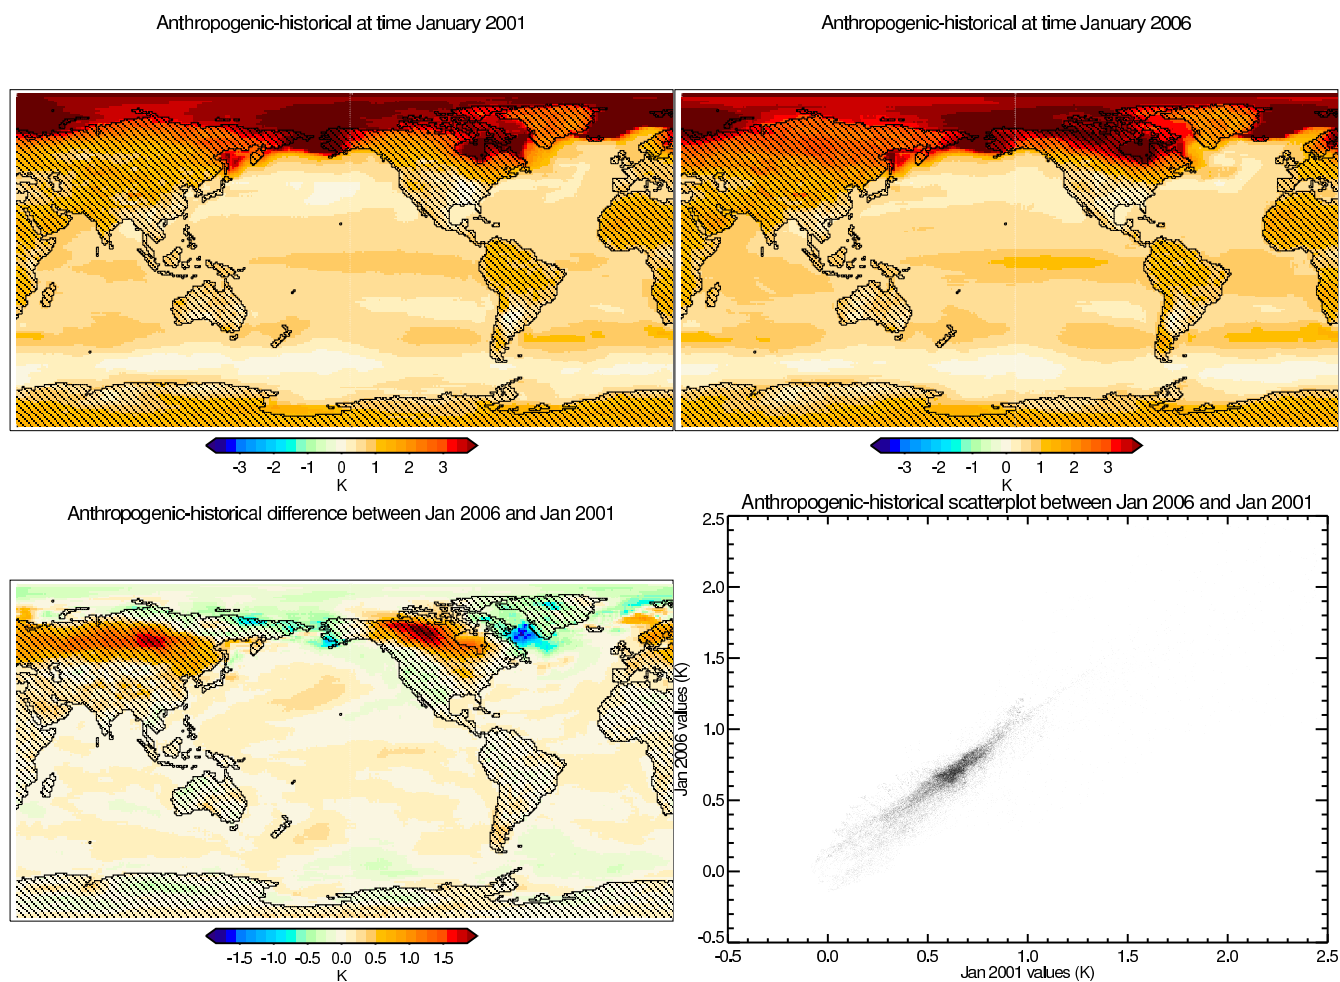 Anthropogenic-historical at time January 2001
Anthropogenic-historical at time January 2006
-3 -2 -1 0 1 2 3
K
-3 -2 -1 0 1 2 3
K
Anthropogenic-historical difference between Jan 2006 and Jan 2001
-1.5 -1.0 -0.5 0.0 0.5 1.0 1.5
K
Anthropogenic-historical scatterplot between Jan 2006 and Jan 2001
2.5
2.0
1.5
1.0
0.5
0.0
-0.5
Jan 2006 values (K)
-0.5 0.0 0.5 1.0 1.5 2.0 2.5
Jan 2001 values (K)